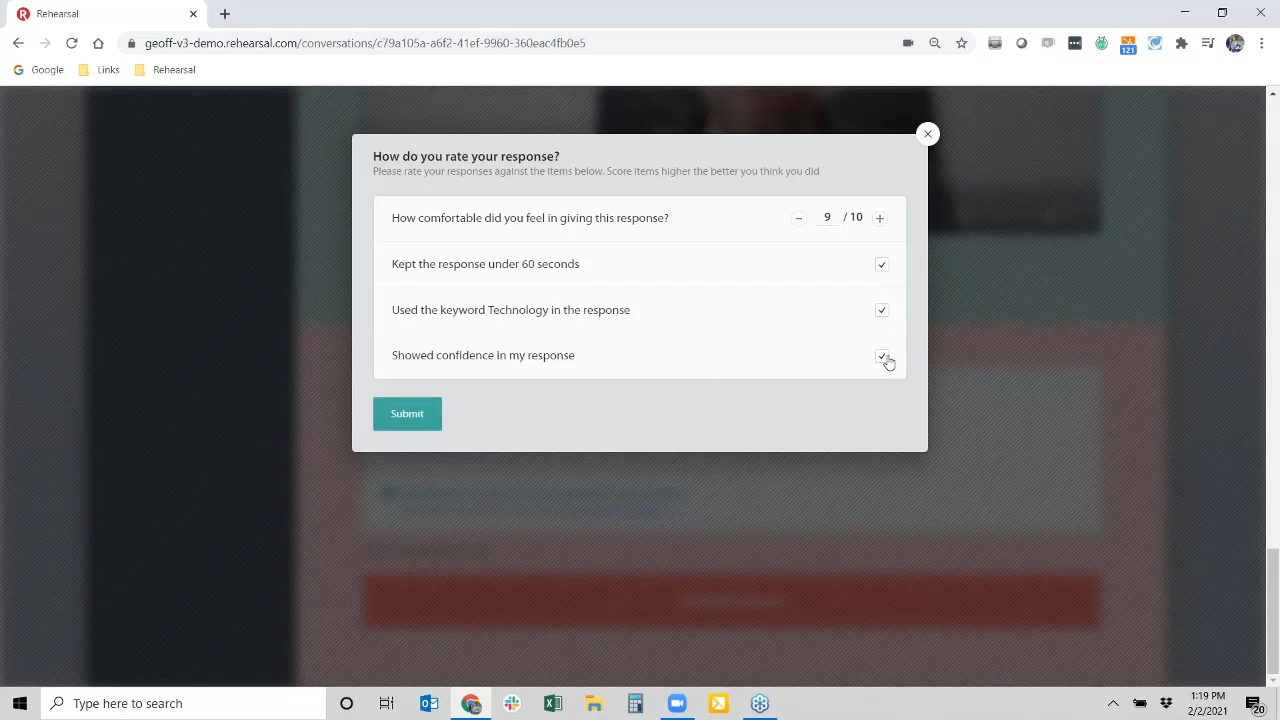 Rehearsal
geoff-v3-demo.rehearsal.com/conversations/c79a105a-a6f2-41ef-9960-360eac4fb0e5
121
Google Links Rehearsal
How do you rate your response?
Please rate your responses against the items below. Score items higher the better you think you did
How comfortable did you feel in giving this response? 9 / 10
Kept the response under 60 seconds
Used the keyword Technology in the response
Showed confidence in my response
Submit
Type here to search
1:19 PM
2/2/2021
20